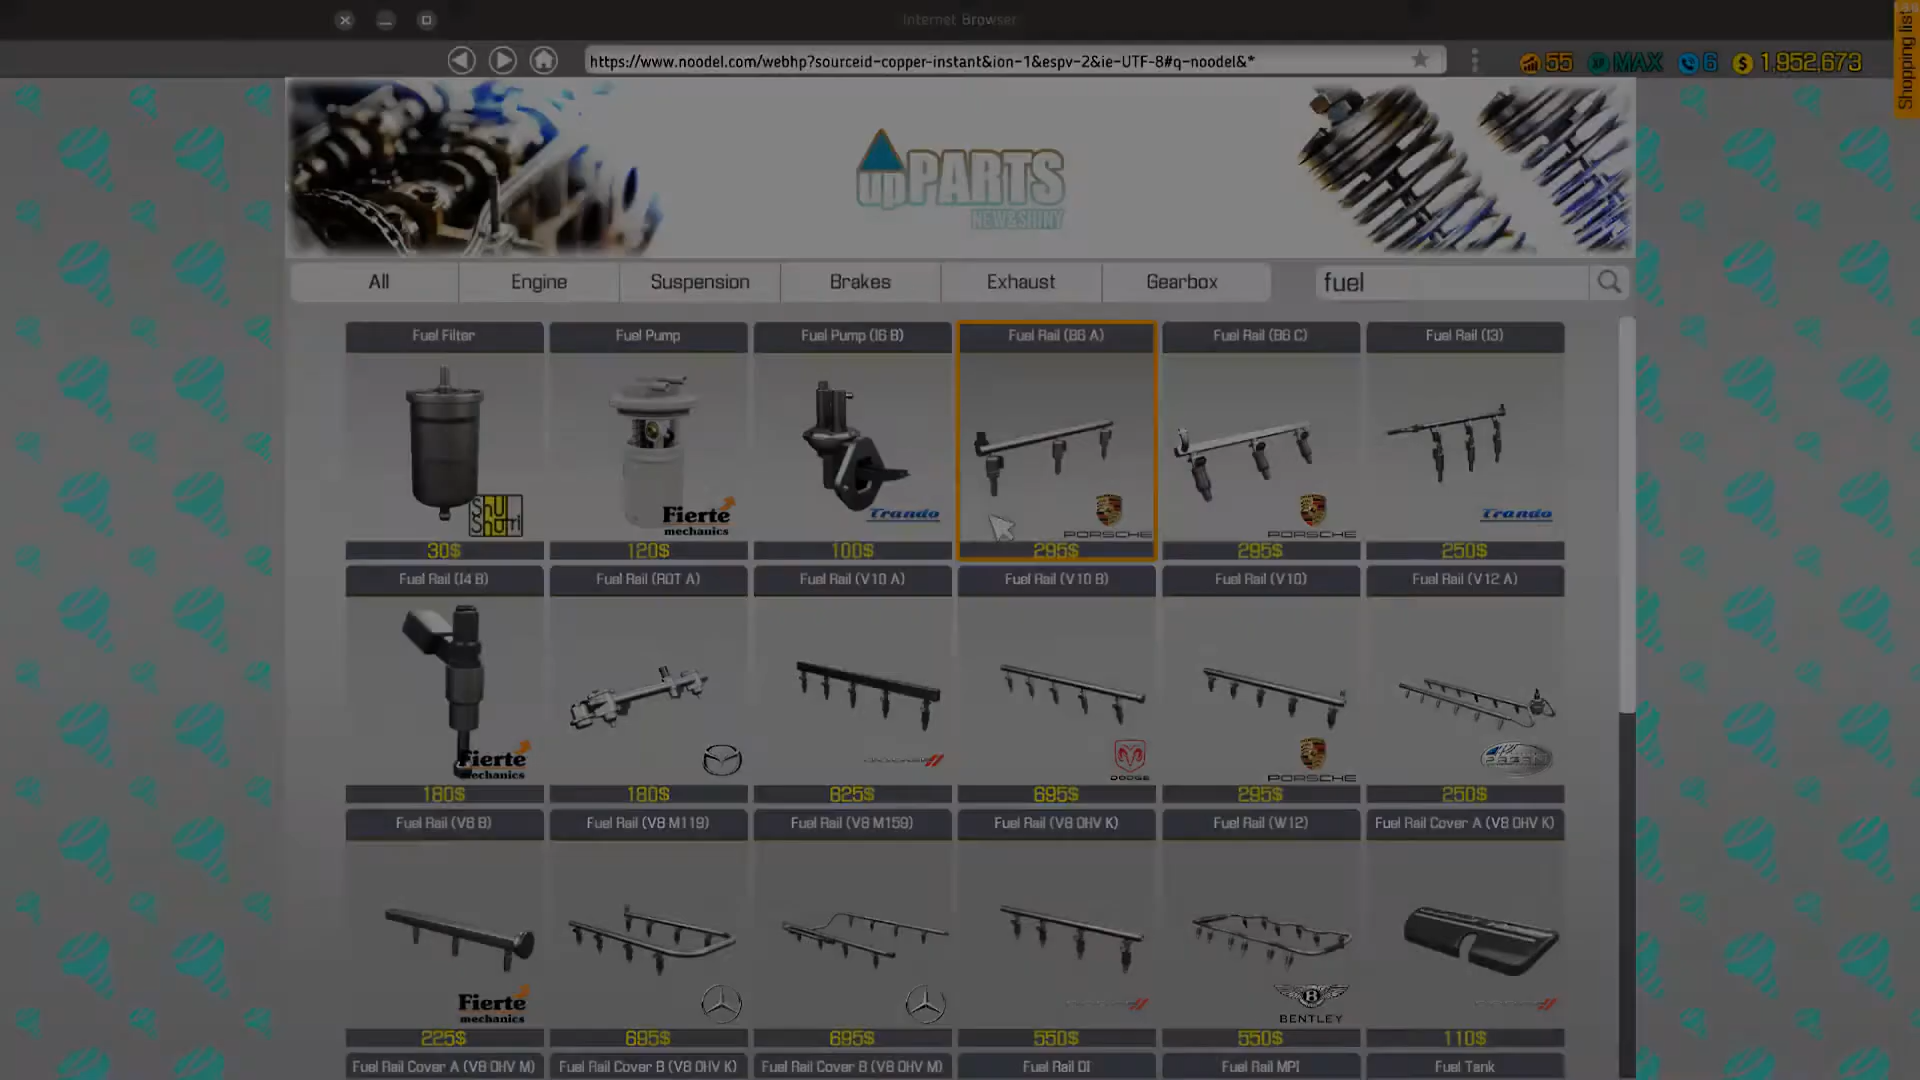 Internet Browser
https://www.noodel.com/webhp?sourceid-copper-instant&ion-1&espv-2&ie-UTF-8#q-noodel&*
55 MAX 6 1,952,673
Shopping list
upPARTS
NEW&SHINY
All Engine Suspension Brakes Exhaust Gearbox fuel
Fuel Filter Fuel Pump Fuel Pump (I6 B) Fuel Rail (B6 A) Fuel Rail (B6 C) Fuel Rail (I3)
Shu Shurri Fierte mechanics Trando PORSCHE PORSCHE Trando
30$ 120$ 100$ 295$ 295$ 250$
Fuel Rail (I4 B) Fuel Rail (ROT A) Fuel Rail (V10 A) Fuel Rail (V10 B) Fuel Rail (V10) Fuel Rail (V12 A)
Fierte mechanics DODGE PORSCHE
180$ 180$ 825$ 695$ 295$ 250$
Fuel Rail (V8 B) Fuel Rail (V8 M119) Fuel Rail (V8 M159) Fuel Rail (V8 OHV K) Fuel Rail (W12) Fuel Rail Cover A (V8 OHV K)
Fierte mechanics B BENTLEY
225$ 695$ 695$ 550$ 550$ 110$
Fuel Rail Cover A (V8 OHV M) Fuel Rail Cover B (V8 OHV K) Fuel Rail Cover B (V8 OHV M) Fuel Rail DI Fuel Rail MPI Fuel Tank